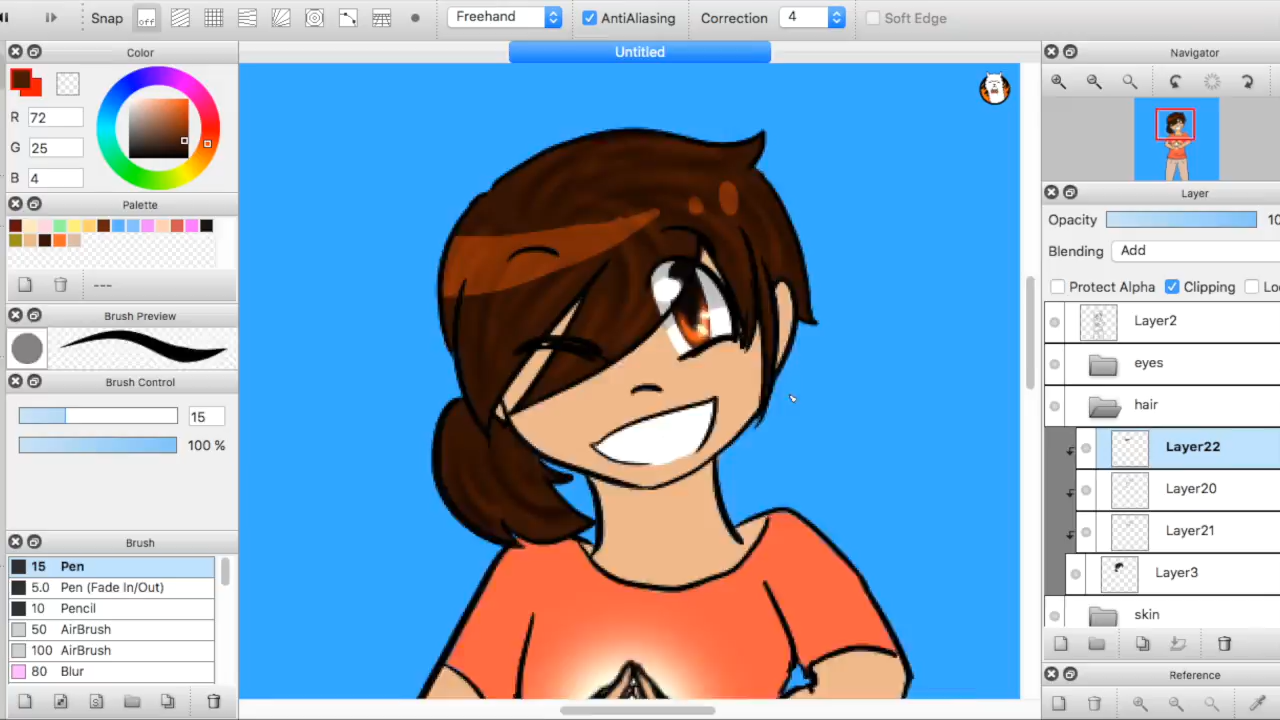 Snap off Freehand AntiAliasing Correction 4 Soft Edge
Color
Untitled
Navigator
R 72
G 25
B 4
Palette
---
Brush Preview
Brush Control
15
100 %
Brush
15 Pen
5.0 Pen (Fade In/Out)
10 Pencil
50 AirBrush
100 AirBrush
80 Blur
Layer
Opacity 10
Blending Add
Protect Alpha Clipping Lo
Layer2
eyes
hair
Layer22
Layer20
Layer21
Layer3
skin
Reference